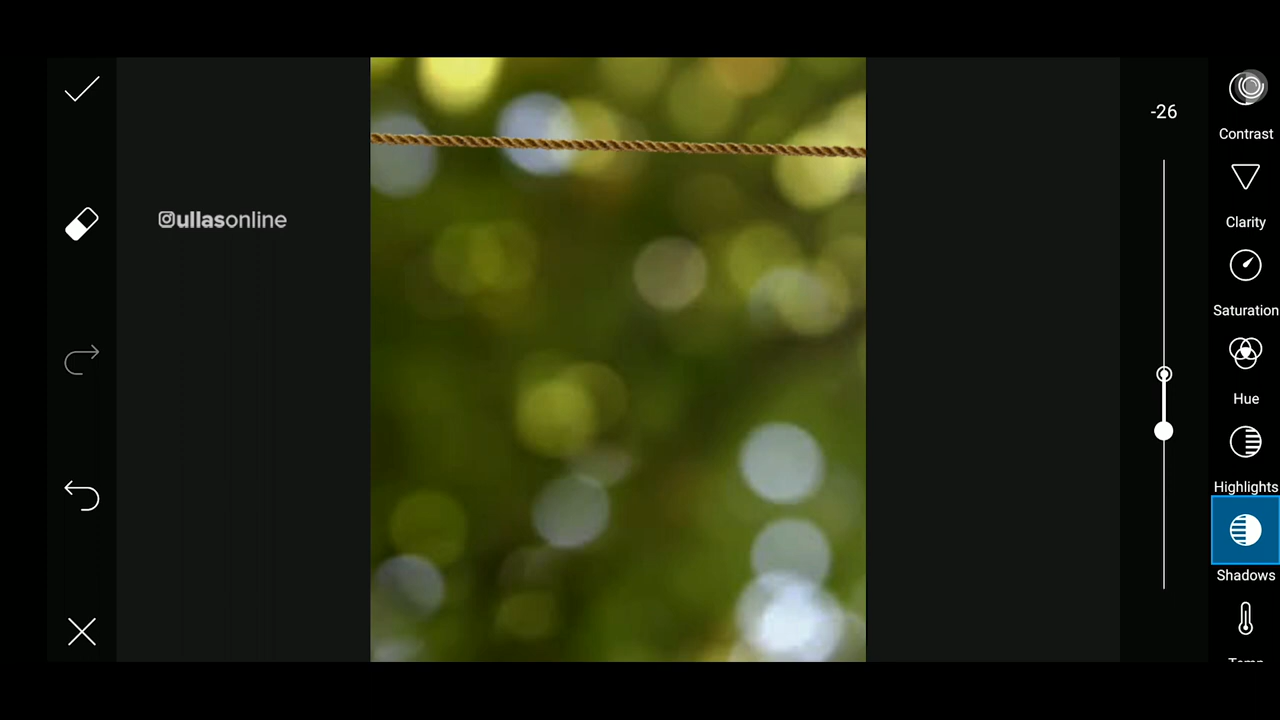 -26
Contrast
Clarity
ullasonline
Saturation
Hue
Highlights
Shadows